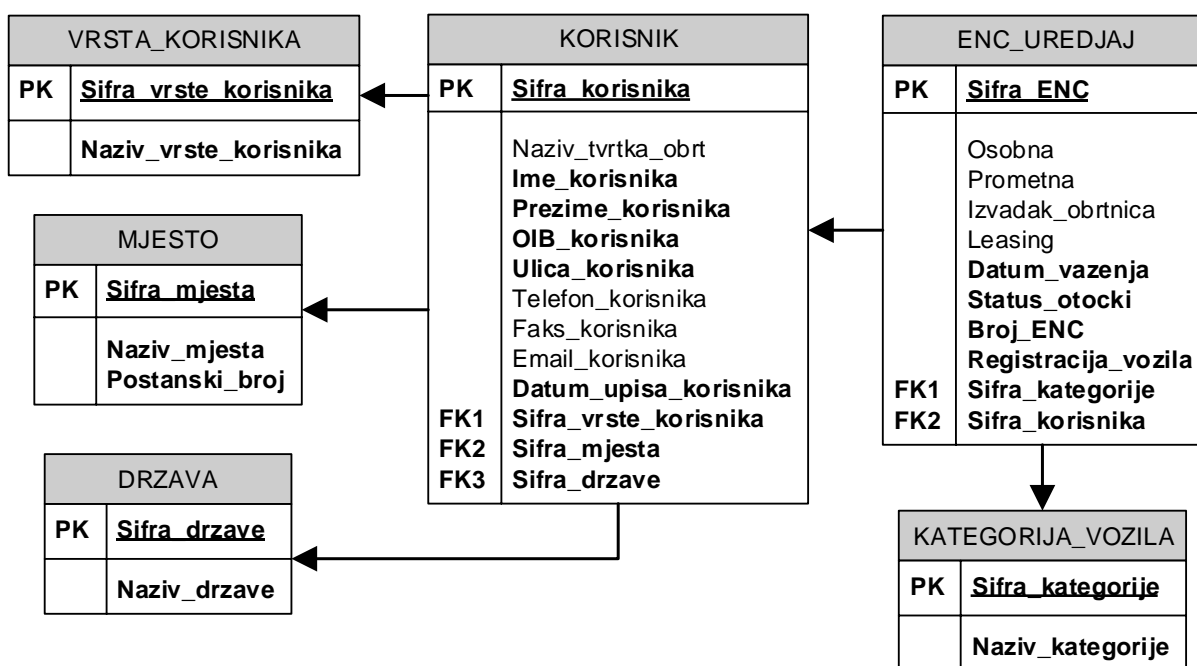 VRSTA_KORISNIKA
PK Sifra_vrste_korisnika
Naziv_vrste_korisnika
MJESTO
PK Sifra_mjesta
Naziv_mjesta
Postanski_broj
DRZAVA
PK Sifra_drzave
Naziv_drzave
KORISNIK
PK Sifra_korisnika
Naziv_tvrtka_obrt
Ime_korisnika
Prezime_korisnika
OIB_korisnika
Ulica_korisnika
Telefon_korisnika
Faks_korisnika
Email_korisnika
Datum_upisa_korisnika
FK1 Sifra_vrste_korisnika
FK2 Sifra_mjesta
FK3 Sifra_drzave
ENC_UREDJAJ
PK Sifra_ENC
Osobna
Prometna
Izvadak_obrtnica
Leasing
Datum_vazenja
Status_otocki
Broj_ENC
Registracija_vozila
FK1 Sifra_kategorije
FK2 Sifra_korisnika
KATEGORIJA_VOZILA
PK Sifra_kategorije
Naziv_kategorije